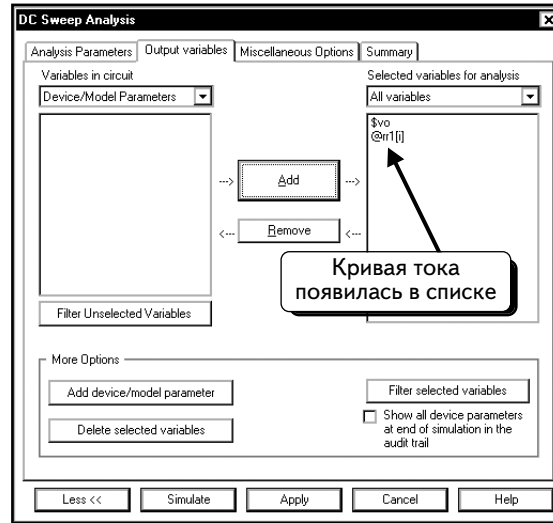 DC Sweep Analysis
Analysis Parameters
Output variables
Miscellaneous Options
Summary
Variables in circuit
Device/Model Parameters
Selected variables for analysis
All variables
$vo
@rr1[i]
--->
Add
--->
<---
Remove
<---
Кривая тока
появилась в списке
Filter Unselected Variables
More Options
Add device/model parameter
Delete selected variables
Filter selected variables
Show all device parameters
at end of simulation in the
audit trail
Less <<
Simulate
Apply
Cancel
Help